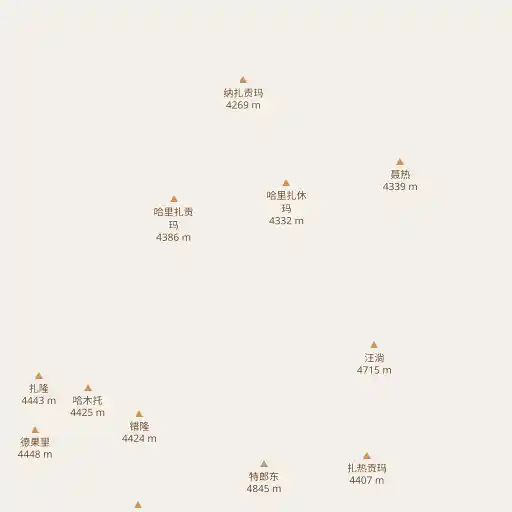 纳扎贡玛
4269 m
聂热
4339 m
哈里扎休
玛
4332 m
哈里扎贡
玛
4386 m
汪淌
4715 m
扎隆
4443 m
哈木托
4425 m
错隆
4424 m
德果里
4448 m
扎热贡玛
4407 m
特郎东
4845 m